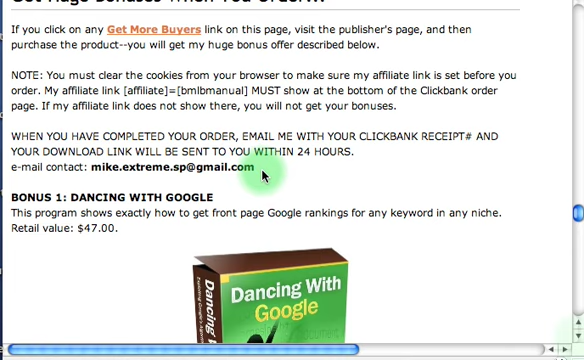 If you click on any Get More Buyers link on this page, visit the publisher's page, and then
purchase the product--you will get my huge bonus offer described below.
NOTE: You must clear the cookies from your browser to make sure my affiliate link is set before you
order. My affiliate link [affiliate]=[bmlbmanual] MUST show at the bottom of the Clickbank order
page. If my affiliate link does not show there, you will not get your bonuses.
WHEN YOU HAVE COMPLETED YOUR ORDER, EMAIL ME WITH YOUR CLICKBANK RECEIPT# AND
YOUR DOWNLOAD LINK WILL BE SENT TO YOU WITHIN 24 HOURS.
e-mail contact: mike.extreme.sp@gmail.com
BONUS 1: DANCING WITH GOOGLE
This program shows exactly how to get front page Google rankings for any keyword in any niche.
Retail value: $47.00.
Dancing With
Google
Dancing Wi